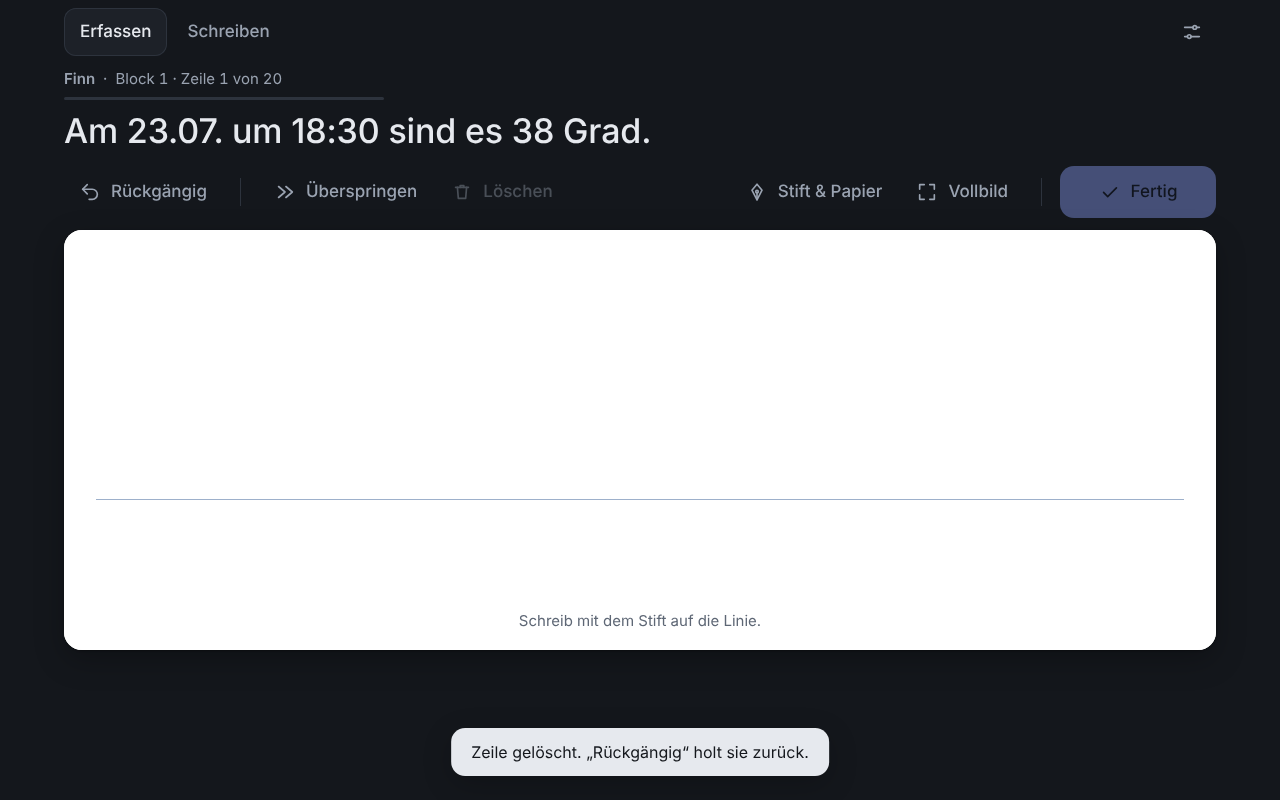 Erfassen Schreiben
Finn · Block 1 · Zeile 1 von 20
Am 23.07. um 18:30 sind es 38 Grad.
Rückgängig Überspringen Löschen Stift & Papier Vollbild Fertig
Schreib mit dem Stift auf die Linie.
Zeile gelöscht. „Rückgängig“ holt sie zurück.